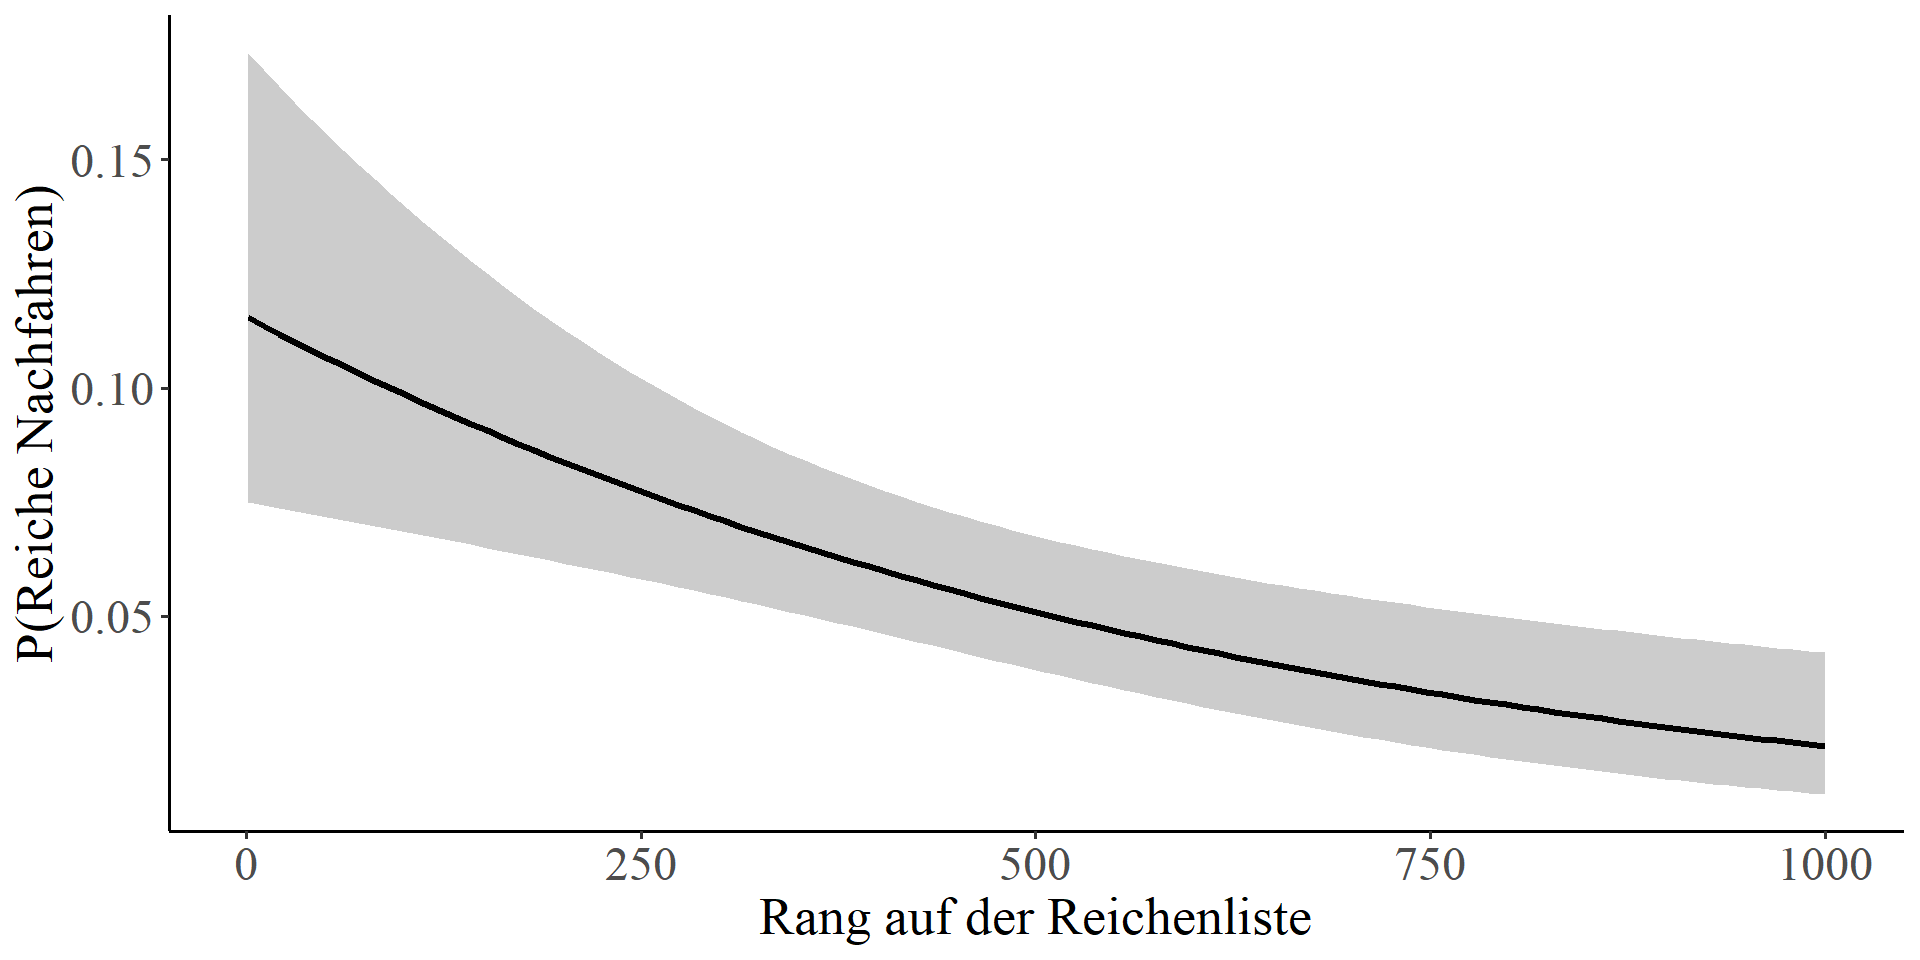 P(Reiche Nachfahren)
0.15
0.10
0.05
0 250 500 750 1000
Rang auf der Reichenliste